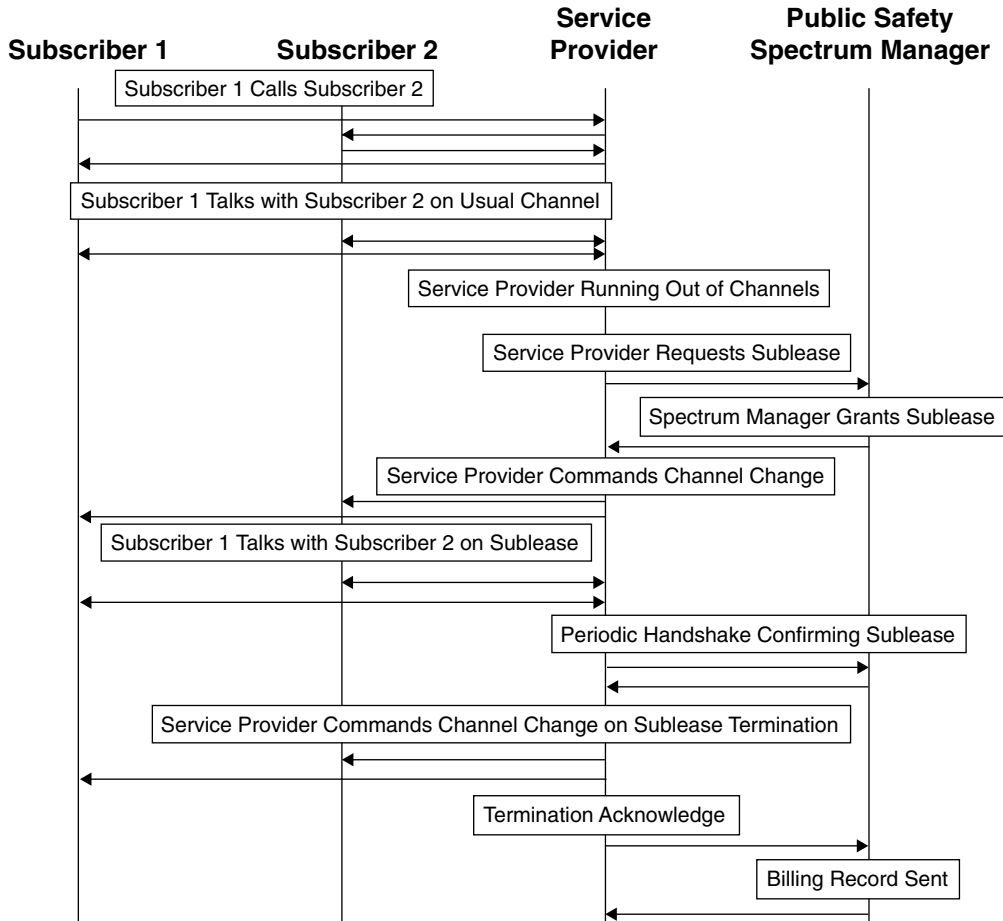 Subscriber 1
Subscriber 2
Service
Provider
Public Safety
Spectrum Manager
Subscriber 1 Calls Subscriber 2
Subscriber 1 Talks with Subscriber 2 on Usual Channel
Service Provider Running Out of Channels
Service Provider Requests Sublease
Spectrum Manager Grants Sublease
Service Provider Commands Channel Change
Subscriber 1 Talks with Subscriber 2 on Sublease
Periodic Handshake Confirming Sublease
Service Provider Commands Channel Change on Sublease Termination
Termination Acknowledge
Billing Record Sent